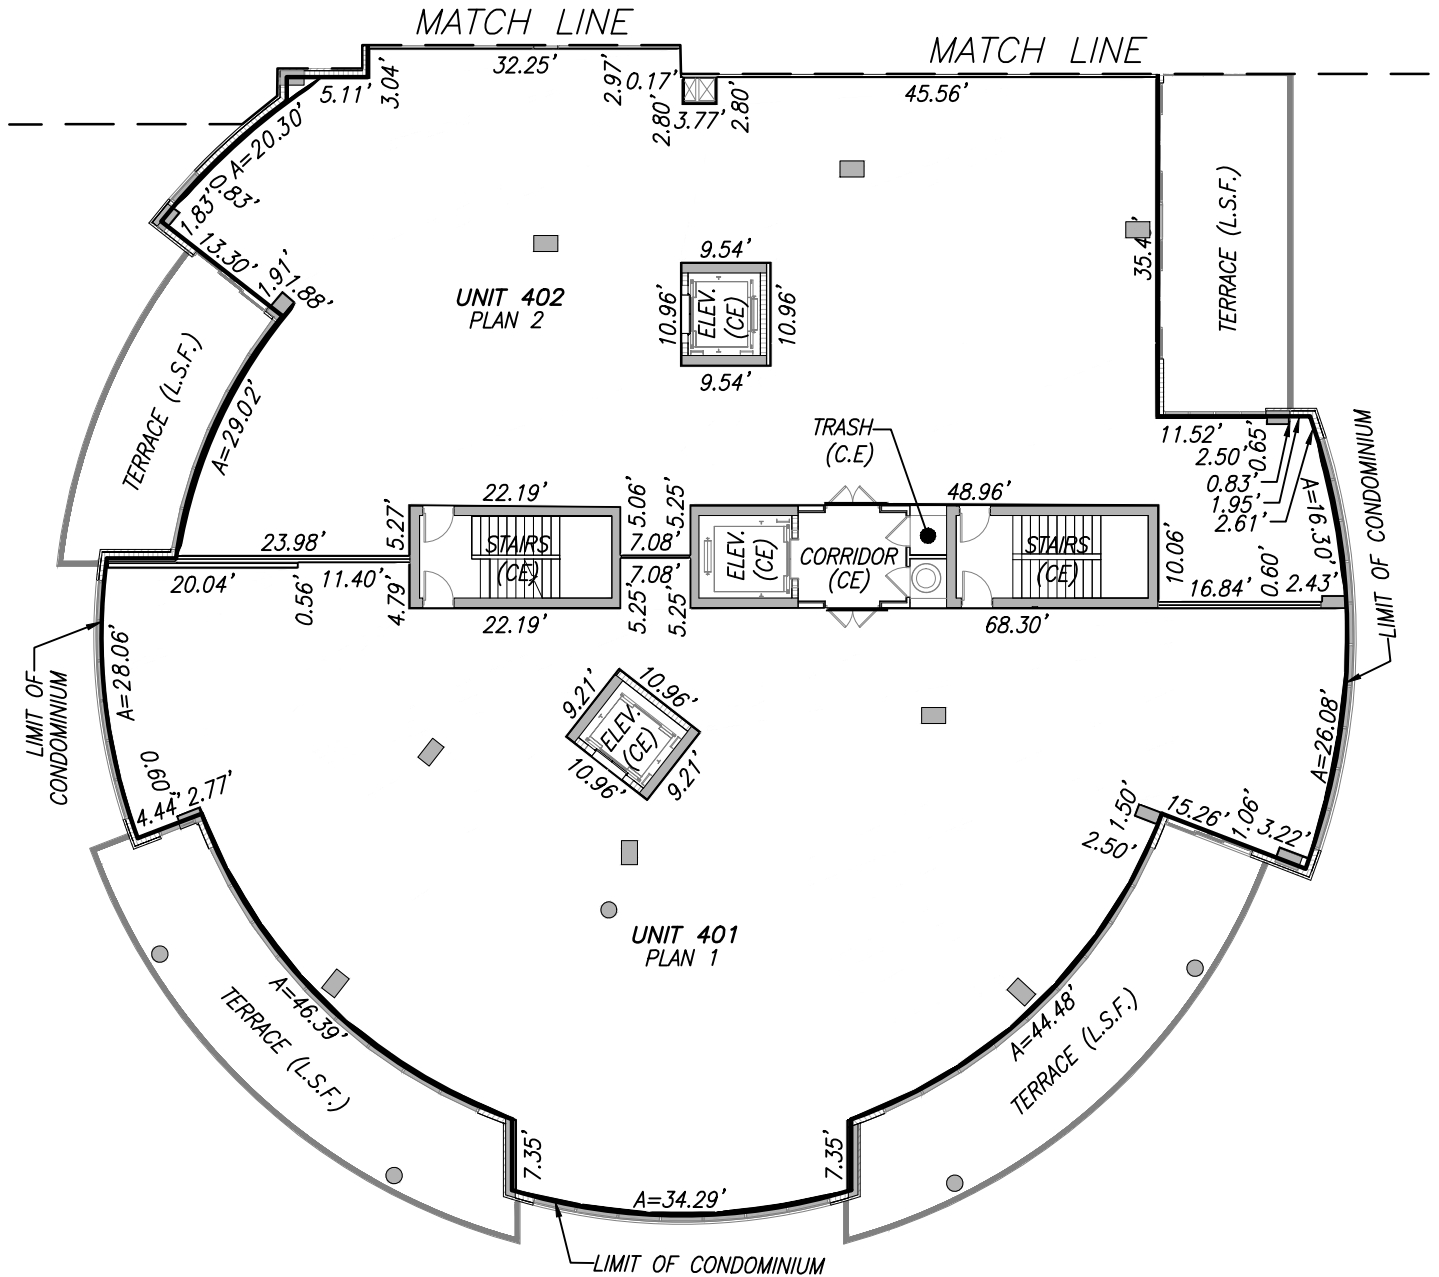 MATCH LINE
MATCH LINE
32.25'
5.11'
3.04'
2.97'
0.17'
2.80'
3.77'
2.80'
45.56'
A=20.30'
0.83'
1.83'
13.30'
1.91'
1.88'
TERRACE (L.S.F.)
A=29.02'
UNIT 402
PLAN 2
9.54'
10.96'
ELEV.
(CE)
10.96'
9.54'
TERRACE (L.S.F.)
TRASH
(C.E)
11.52'
2.50'
0.65'
0.83'
1.95'
2.61'
A=16.30'
LIMIT OF CONDOMINIUM
23.98'
5.27'
22.19'
5.06'
5.25'
48.96'
STAIRS
(CE)
7.08'
7.08'
ELEV.
(CE)
CORRIDOR
(CE)
STAIRS
(CE)
10.06'
16.84'
0.60'
2.43'
20.04'
0.56'
11.40'
4.79'
22.19'
5.25'
5.25'
68.30'
LIMIT OF
CONDOMINIUM
A=28.06'
0.60'
4.44'
2.77'
9.21'
10.96'
ELEV.
(CE)
10.96'
9.21'
A=26.08'
1.50'
2.50'
15.26'
1.06'
3.22'
UNIT 401
PLAN 1
A=46.39'
TERRACE (L.S.F.)
A=44.48'
TERRACE (L.S.F.)
7.35'
7.35'
A=34.29'
LIMIT OF CONDOMINIUM